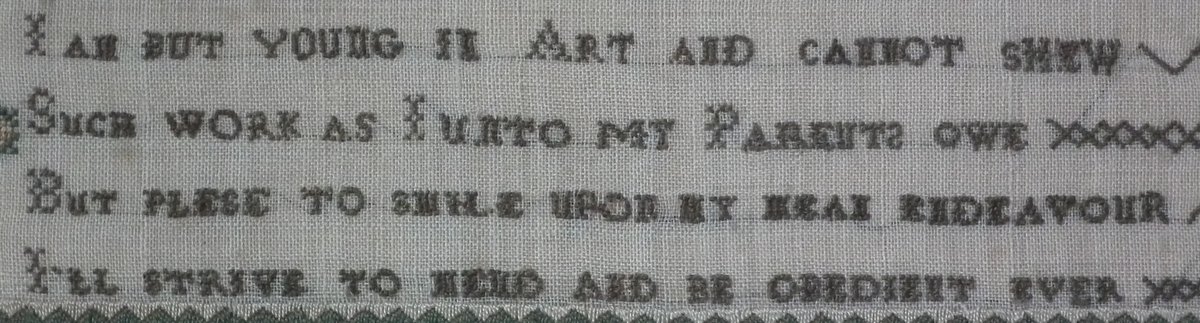 I AM BUT YOUNG IN ART AND CANNOT SHEW
SUCH WORK AS I UNTO MY PARENTS OWE
BUT PLESE TO SMILE UPON MY MEAN ENDEAVOUR
I'LL STRIVE TO MEND AND BE OBEDIENT EVER